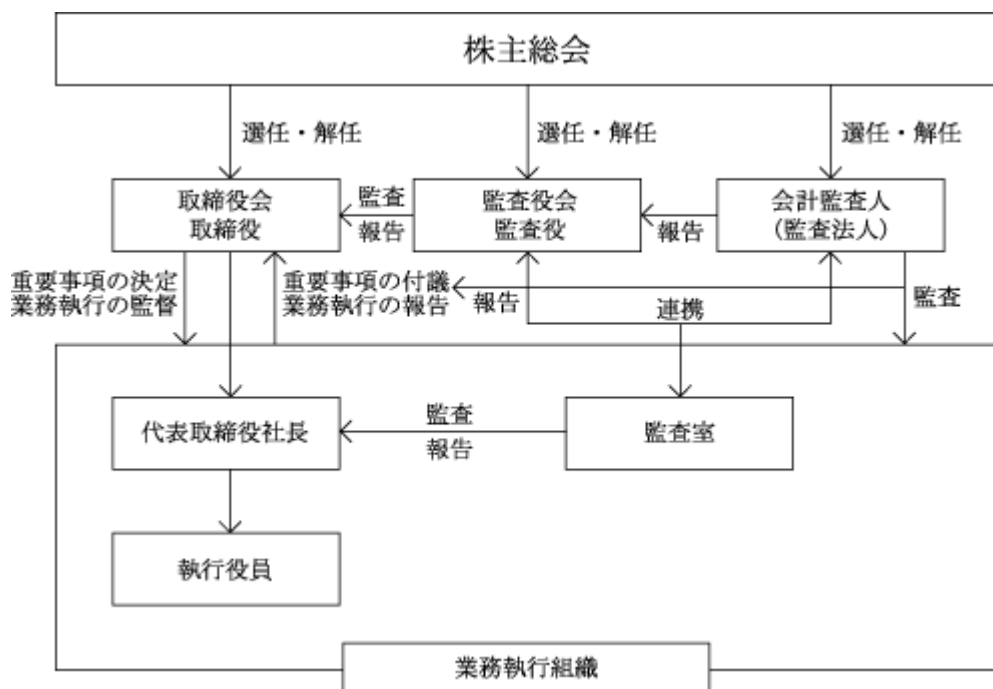 株主総会
選任・解任
選任・解任
選任・解任
取締役会
取締役
監査
報告
監査役会
監査役
報告
会計監査人
（監査法人）
重要事項の決定
業務執行の監督
重要事項の付議
業務執行の報告
報告
連携
監査
代表取締役社長
監査
報告
監査室
執行役員
業務執行組織